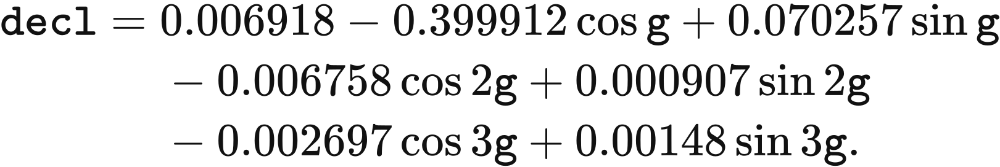 decl = 0.006918 − 0.399912 cos g + 0.070257 sin g
− 0.006758 cos 2g + 0.000907 sin 2g
− 0.002697 cos 3g + 0.00148 sin 3g.